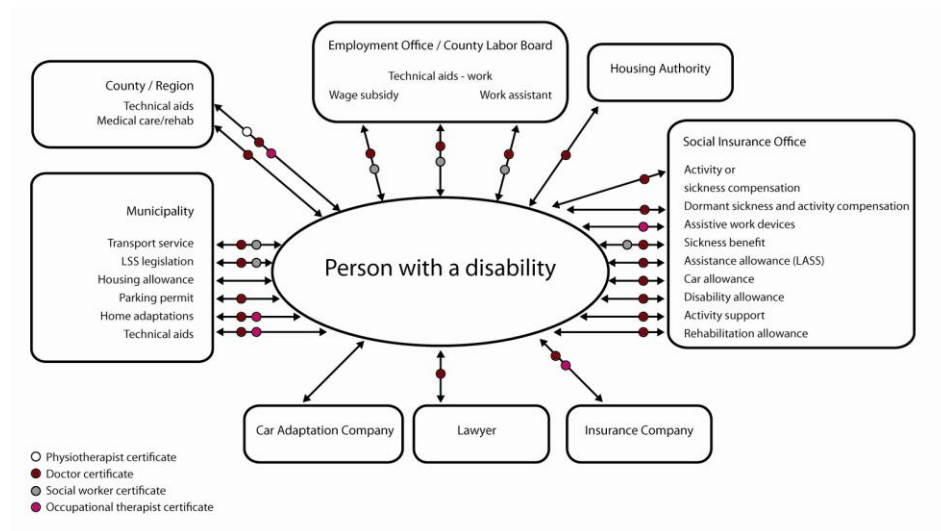 Employment Office / County Labor Board
Technical aids - work
Wage subsidy
Work assistant
Housing Authority
County / Region
Technical aids
Medical care/rehab
Social Insurance Office
Activity or
sickness compensation
Dormant sickness and activity compensation
Assistive work devices
Sickness benefit
Assistance allowance (LASS)
Car allowance
Disability allowance
Activity support
Rehabilitation allowance
Municipality
Transport service
LSS legislation
Housing allowance
Parking permit
Home adaptations
Technical aids
Person with a disability
Car Adaptation Company
Lawyer
Insurance Company
Physiotherapist certificate
Doctor certificate
Social worker certificate
Occupational therapist certificate